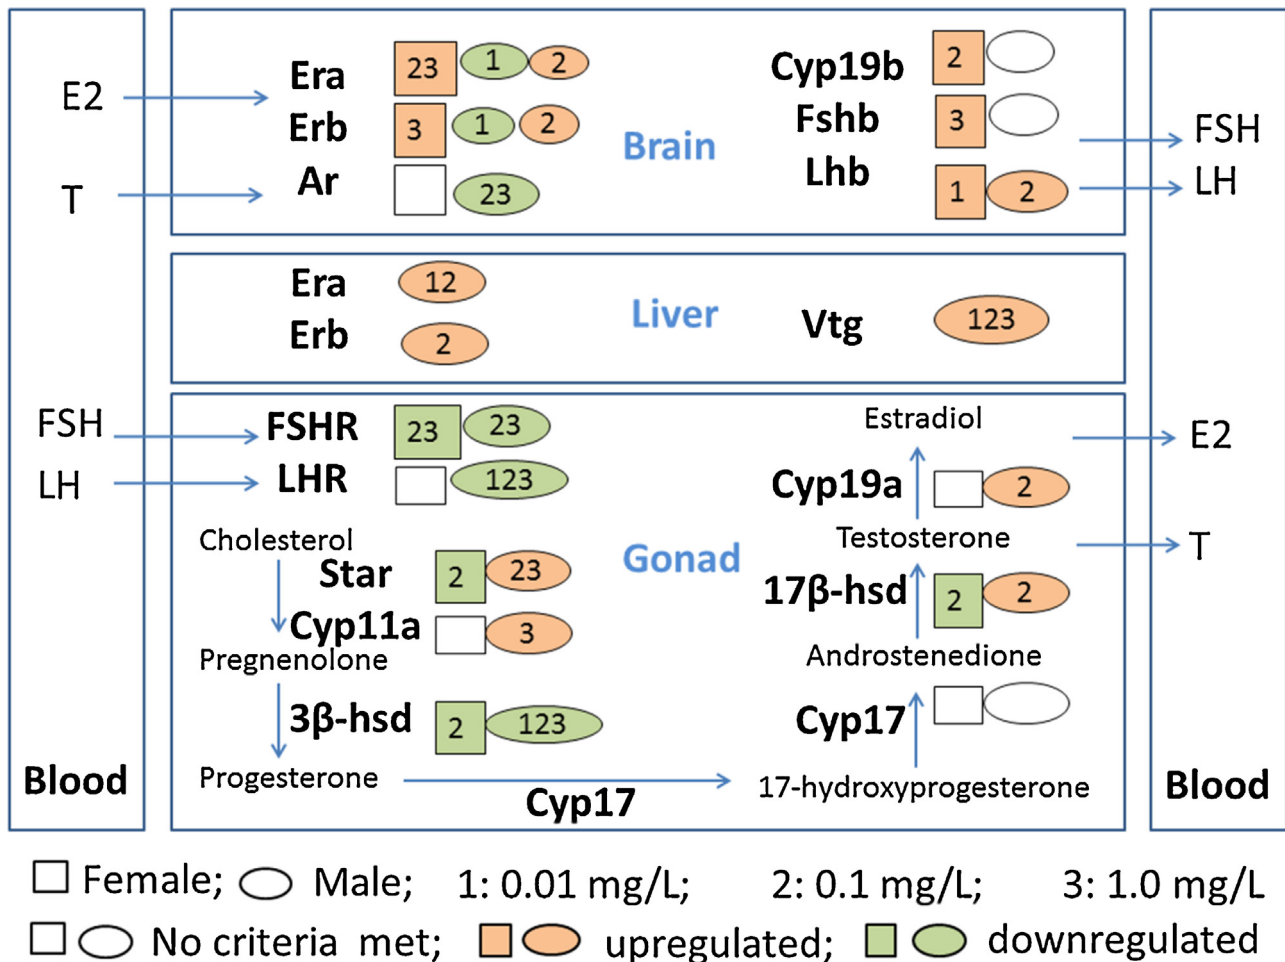 E2
T
FSH
LH
Blood
Era 23 1 2
Erb 3 1 2
Ar 23
Brain
Cyp19b 2
Fshb 3
Lhb 1 2
Era 12
Erb 2
Liver
Vtg 123
FSHR 23 23
LHR 123
Cholesterol
Star 2 23
Cyp11a 3
Pregnenolone
3β-hsd 2 123
Progesterone
Cyp17
Gonad
Estradiol
Cyp19a 2
Testosterone
17β-hsd 2 2
Androstenedione
Cyp17
17-hydroxyprogesterone
FSH
LH
E2
T
Blood
Female; Male; 1: 0.01 mg/L; 2: 0.1 mg/L; 3: 1.0 mg/L
No criteria met; upregulated; downregulated